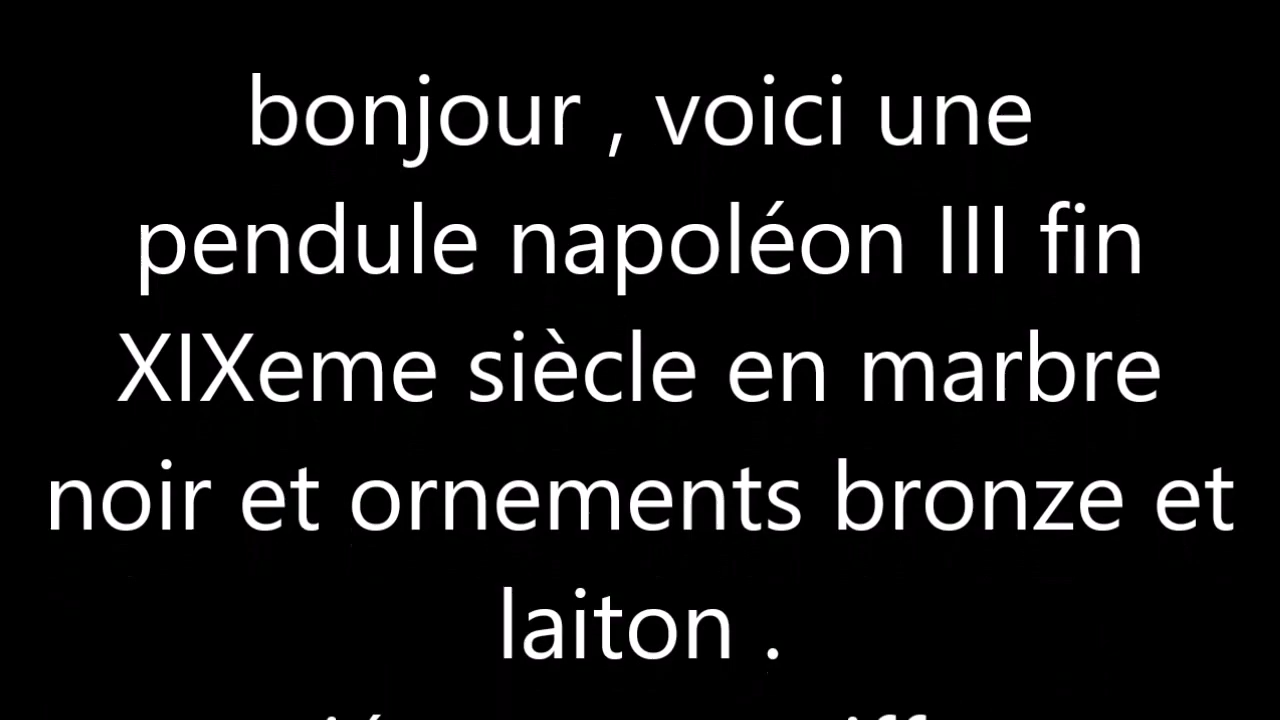 bonjour , voici une
pendule napoléon III fin
XIXeme siècle en marbre
noir et ornements bronze et
laiton .